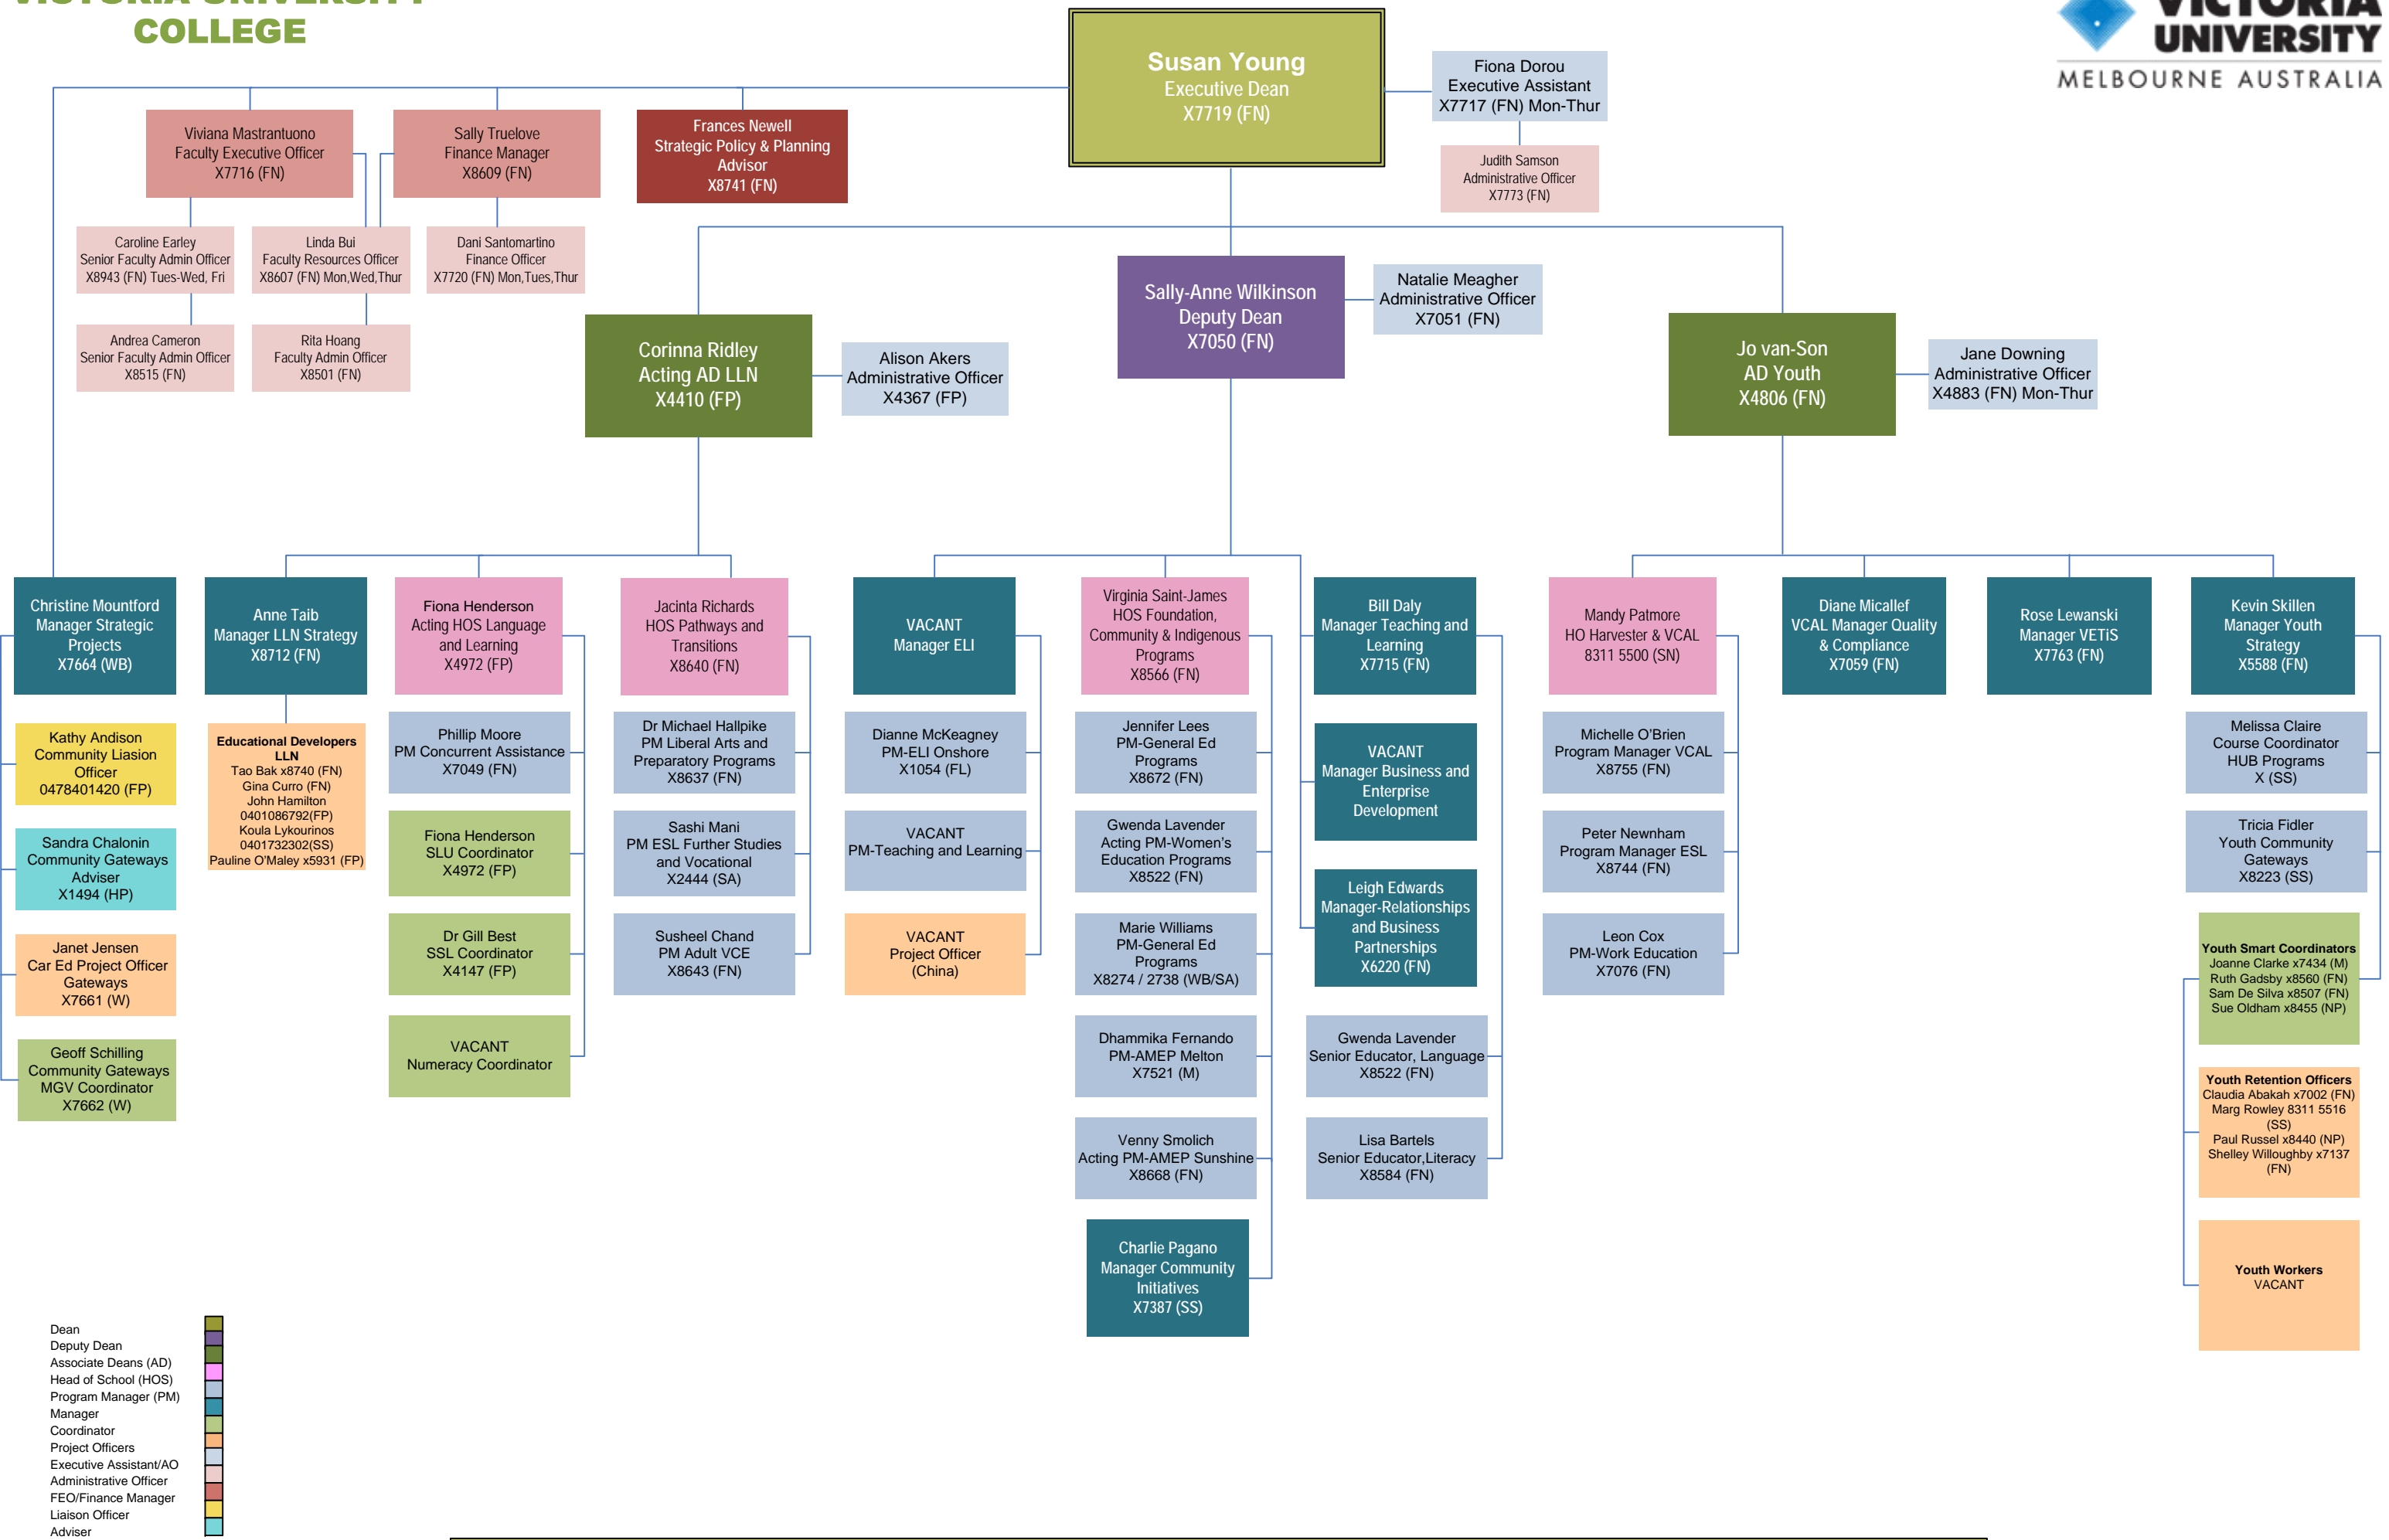 VICTORIA UNIVERSITY
COLLEGE
VICTORIA
UNIVERSITY
MELBOURNE AUSTRALIA
Susan Young
Executive Dean
X7719 (FN)
Fiona Dorou
Executive Assistant
X7717 (FN) Mon-Thur
Judith Samson
Administrative Officer
X7773 (FN)
Viviana Mastrantuono
Faculty Executive Officer
X7716 (FN)
Sally Truelove
Finance Manager
X8609 (FN)
Frances Newell
Strategic Policy & Planning
Advisor
X8741 (FN)
Caroline Earley
Senior Faculty Admin Officer
X8943 (FN) Tues-Wed, Fri
Linda Bui
Faculty Resources Officer
X8607 (FN) Mon,Wed,Thur
Dani Santomartino
Finance Officer
X7720 (FN) Mon,Tues,Thur
Andrea Cameron
Senior Faculty Admin Officer
X8515 (FN)
Rita Hoang
Faculty Admin Officer
X8501 (FN)
Corinna Ridley
Acting AD LLN
X4410 (FP)
Alison Akers
Administrative Officer
X4367 (FP)
Sally-Anne Wilkinson
Deputy Dean
X7050 (FN)
Natalie Meagher
Administrative Officer
X7051 (FN)
Jo van-Son
AD Youth
X4806 (FN)
Jane Downing
Administrative Officer
X4883 (FN) Mon-Thur
Christine Mountford
Manager Strategic
Projects
X7664 (WB)
Kathy Andison
Community Liasion
Officer
0478401420 (FP)
Sandra Chalonin
Community Gateways
Adviser
X1494 (HP)
Janet Jensen
Car Ed Project Officer
Gateways
X7661 (W)
Geoff Schilling
Community Gateways
MGV Coordinator
X7662 (W)
Anne Taib
Manager LLN Strategy
X8712 (FN)
Educational Developers
LLN
Tao Bak x8740 (FN)
Gina Curro (FN)
John Hamilton
0401086792(FP)
Koula Lykourinos
0401732302(SS)
Pauline O'Maley x5931 (FP)
Fiona Henderson
Acting HOS Language
and Learning
X4972 (FP)
Phillip Moore
PM Concurrent Assistance
X7049 (FN)
Fiona Henderson
SLU Coordinator
X4972 (FP)
Dr Gill Best
SSL Coordinator
X4147 (FP)
VACANT
Numeracy Coordinator
Jacinta Richards
HOS Pathways and
Transitions
X8640 (FN)
Dr Michael Hallpike
PM Liberal Arts and
Preparatory Programs
X8637 (FN)
Sashi Mani
PM ESL Further Studies
and Vocational
X2444 (SA)
Susheel Chand
PM Adult VCE
X8643 (FN)
VACANT
Manager ELI
Dianne McKeagney
PM-ELI Onshore
X1054 (FL)
VACANT
PM-Teaching and Learning
VACANT
Project Officer
(China)
Virginia Saint-James
HOS Foundation,
Community & Indigenous
Programs
X8566 (FN)
Jennifer Lees
PM-General Ed
Programs
X8672 (FN)
Gwenda Lavender
Acting PM-Women's
Education Programs
X8522 (FN)
Marie Williams
PM-General Ed
Programs
X8274 / 2738 (WB/SA)
Dhammika Fernando
PM-AMEP Melton
X7521 (M)
Venny Smolich
Acting PM-AMEP Sunshine
X8668 (FN)
Charlie Pagano
Manager Community
Initiatives
X7387 (SS)
Bill Daly
Manager Teaching and
Learning
X7715 (FN)
VACANT
Manager Business and
Enterprise
Development
Leigh Edwards
Manager-Relationships
and Business
Partnerships
X6220 (FN)
Gwenda Lavender
Senior Educator, Language
X8522 (FN)
Lisa Bartels
Senior Educator,Literacy
X8584 (FN)
Mandy Patmore
HO Harvester & VCAL
8311 5500 (SN)
Michelle O'Brien
Program Manager VCAL
X8755 (FN)
Peter Newnham
Program Manager ESL
X8744 (FN)
Leon Cox
PM-Work Education
X7076 (FN)
Diane Micallef
VCAL Manager Quality
& Compliance
X7059 (FN)
Rose Lewanski
Manager VETiS
X7763 (FN)
Kevin Skillen
Manager Youth
Strategy
X5588 (FN)
Melissa Claire
Course Coordinator
HUB Programs
X (SS)
Tricia Fidler
Youth Community
Gateways
X8223 (SS)
Youth Smart Coordinators
Joanne Clarke x7434 (M)
Ruth Gadsby x8560 (FN)
Sam De Silva x8507 (FN)
Sue Oldham x8455 (NP)
Youth Retention Officers
Claudia Abakah x7002 (FN)
Marg Rowley 8311 5516
(SS)
Paul Russel x8440 (NP)
Shelley Willoughby x7137
(FN)
Youth Workers
VACANT
Dean
Deputy Dean
Associate Deans (AD)
Head of School (HOS)
Program Manager (PM)
Manager
Coordinator
Project Officers
Executive Assistant/AO
Administrative Officer
FEO/Finance Manager
Liaison Officer
Adviser